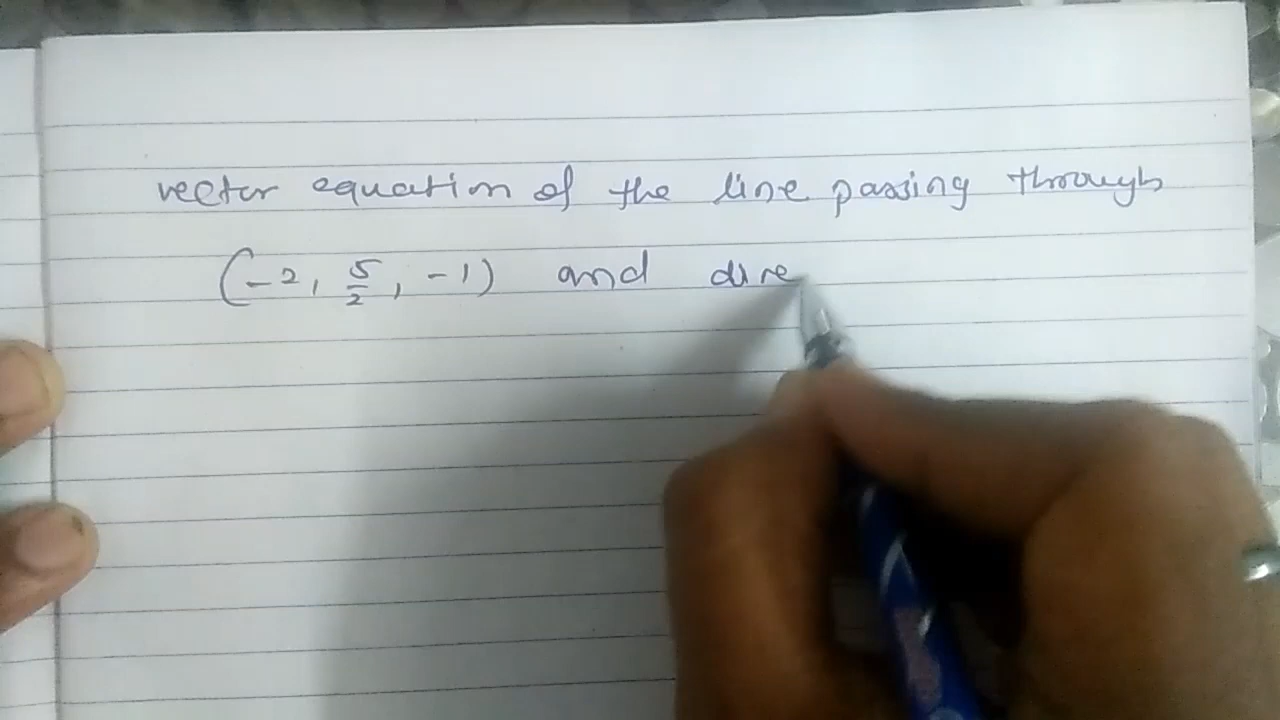 vector equation of the line passing through
(-2, 5/2, -1) and dire